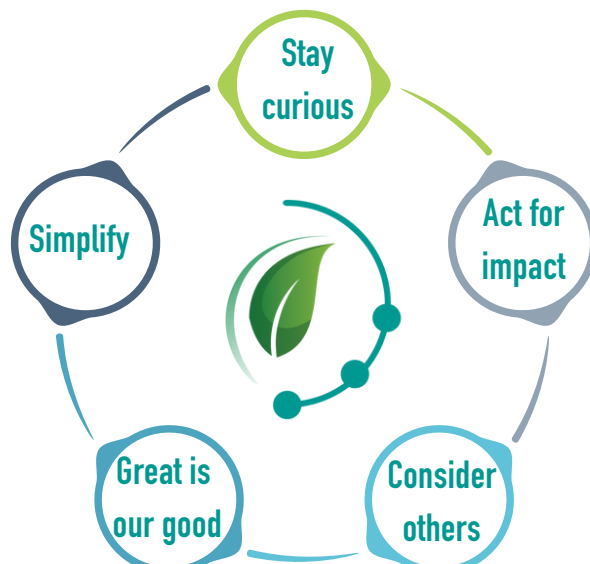 Stay
curious
Act for
impact
Consider
others
Great is
our good
Simplify